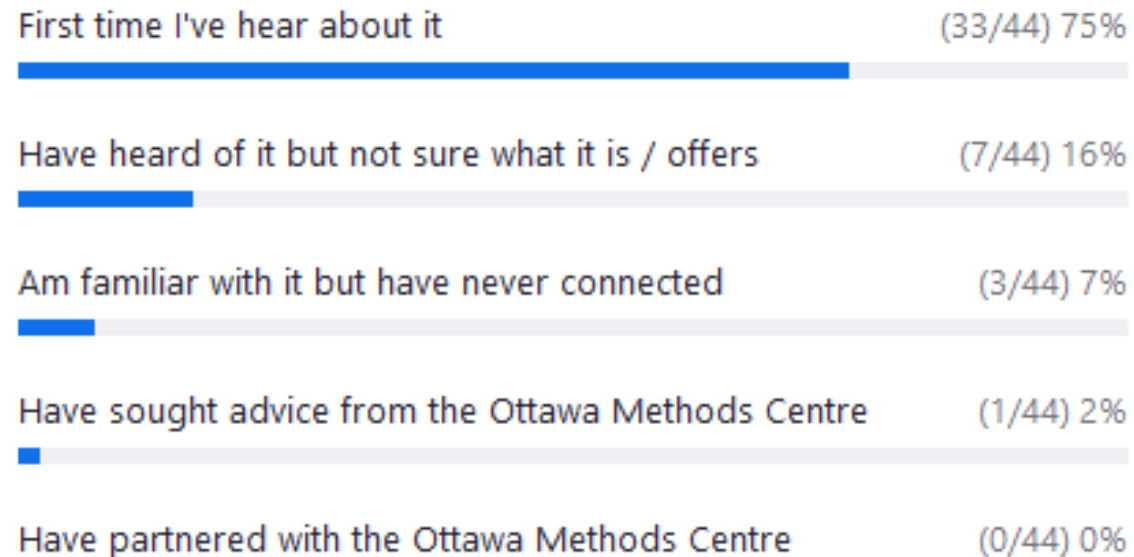 First time I've hear about it (33/44) 75%
Have heard of it but not sure what it is / offers (7/44) 16%
Am familiar with it but have never connected (3/44) 7%
Have sought advice from the Ottawa Methods Centre (1/44) 2%
Have partnered with the Ottawa Methods Centre (0/44) 0%